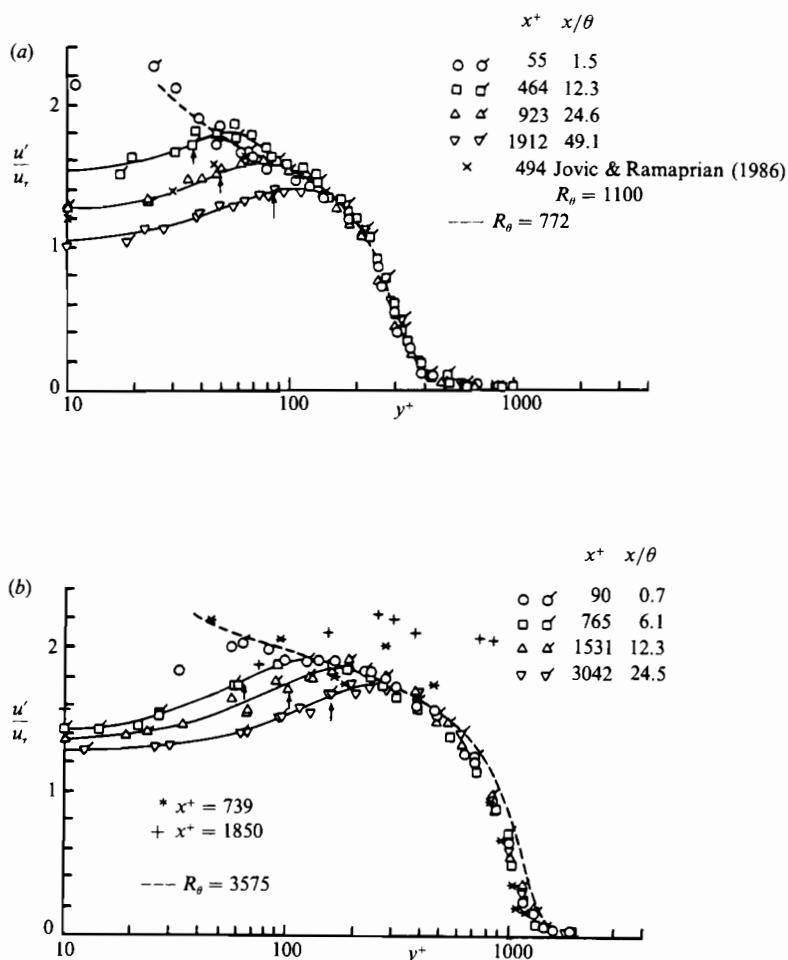 (a)
x⁺ x/θ
55 1.5
464 12.3
923 24.6
1912 49.1
× 494 Jovic & Ramaprian (1986)
R_θ = 1100
--- R_θ = 772
2
u'/u_τ
1
0
10 100 1000
y⁺
(b)
x⁺ x/θ
90 0.7
765 6.1
1531 12.3
3042 24.5
2
u'/u_τ
1
* x⁺ = 739
+ x⁺ = 1850
--- R_θ = 3575
0
10 100 1000
y⁺